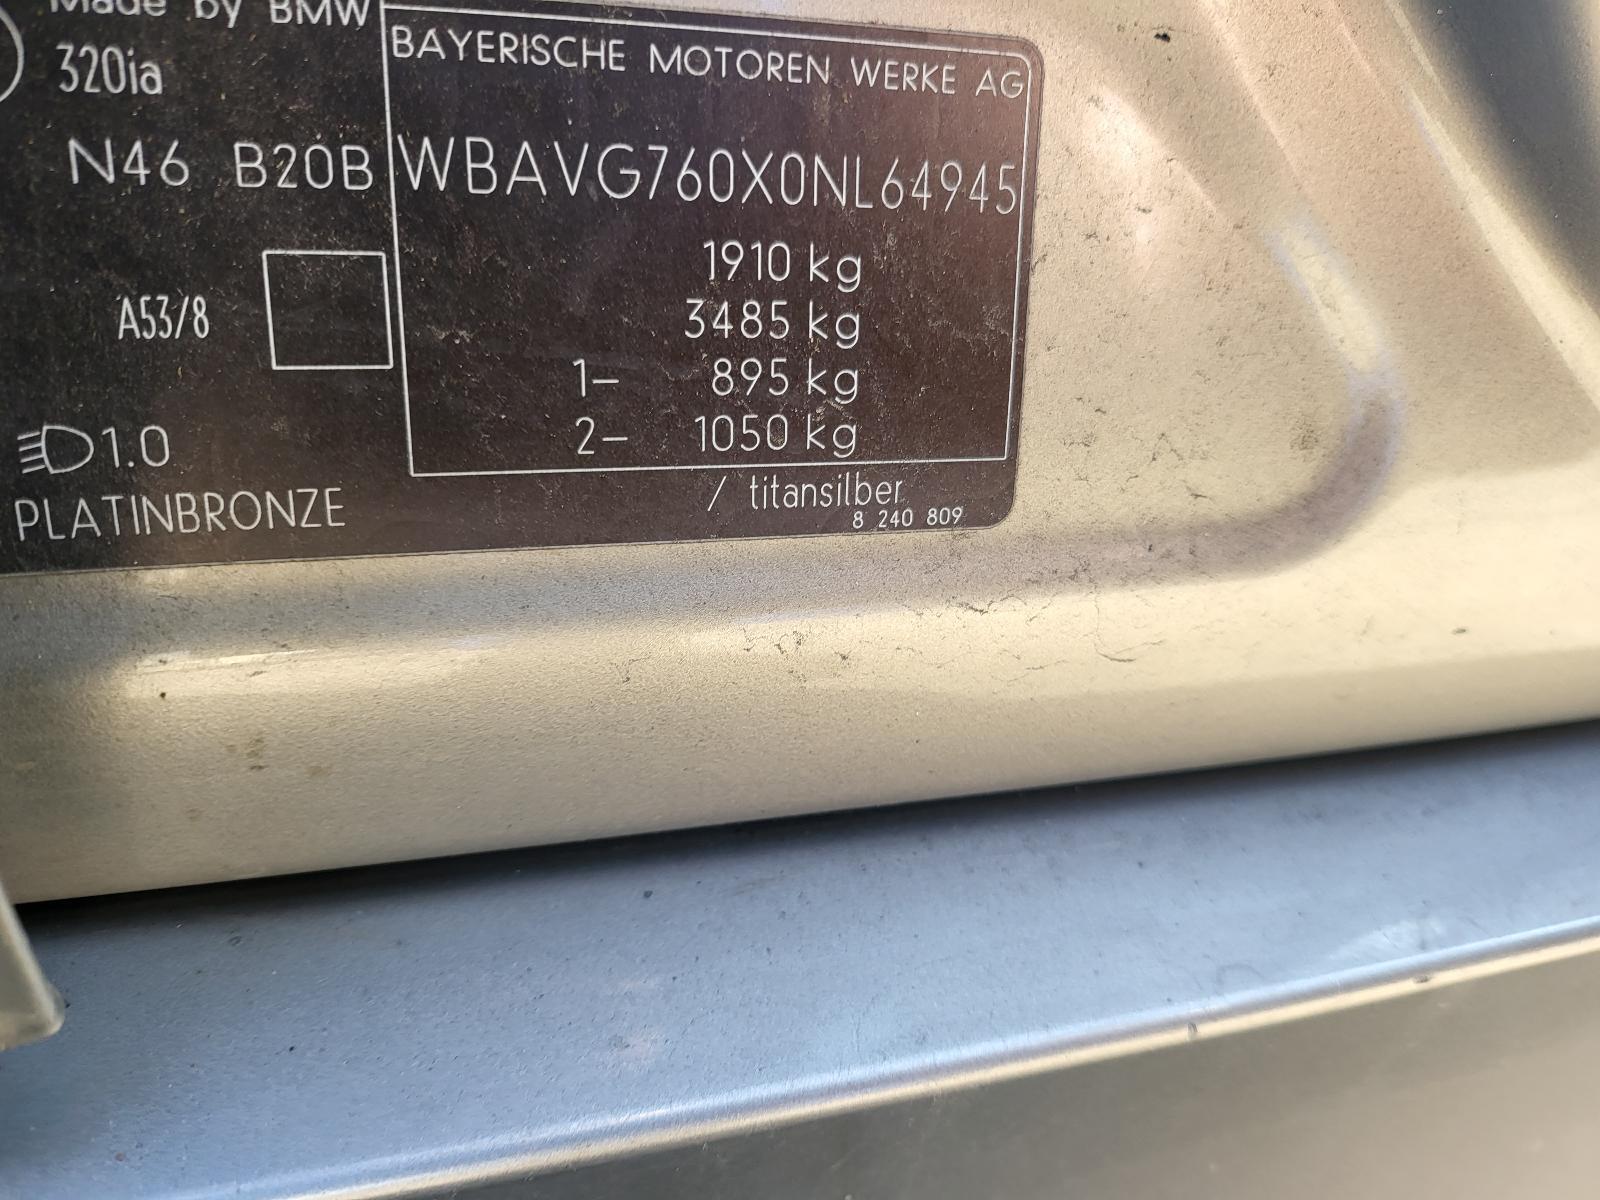 Made by BMW
320ia
N46 B20B
A53/8
1.0
PLATINBRONZE
BAYERISCHE MOTOREN WERKE AG
WBAVG760X0NL64945
1910 kg
3485 kg
1– 895 kg
2– 1050 kg
/ titansilber
8 240 809